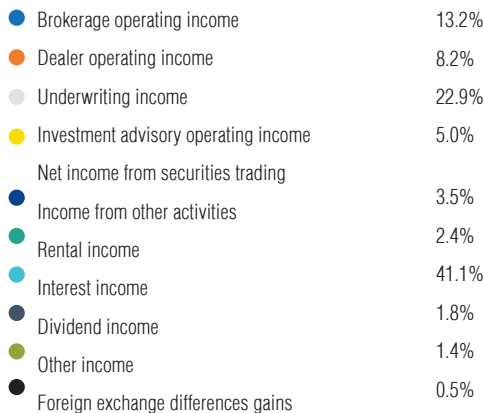 Brokerage operating income 13.2%
Dealer operating income 8.2%
Underwriting income 22.9%
Investment advisory operating income 5.0%
Net income from securities trading
3.5%
Income from other activities
2.4%
Rental income
41.1%
Interest income
1.8%
Dividend income
1.4%
Other income
0.5%
Foreign exchange differences gains